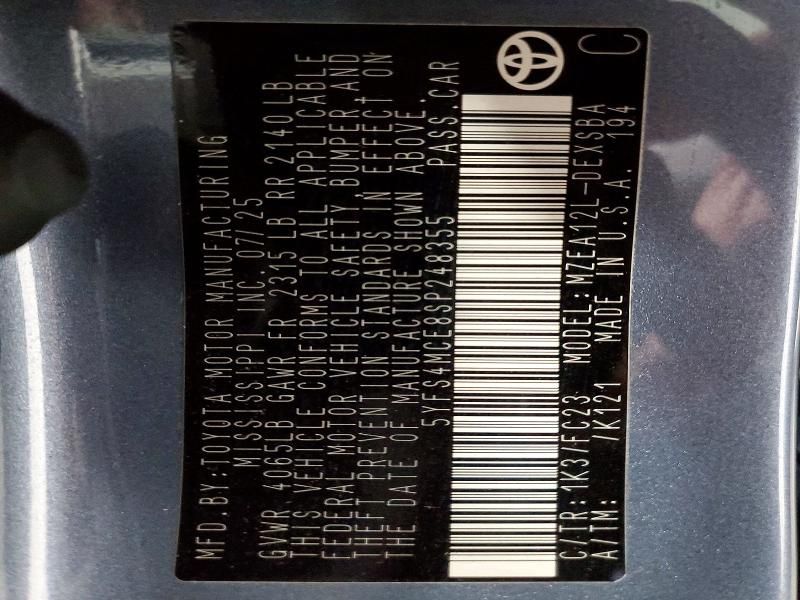 MFD.BY:TOYOTA MOTOR MANUFACTURING
MISSISSIPPI INC. 07/25
GVWR 4065LB GAWR FR 2315 LB RR 2140LB
THIS VEHICLE CONFORMS TO ALL APPLICABLE
FEDERAL MOTOR VEHICLE SAFETY, BUMPER AND
THEFT PREVENTION STANDARDS IN EFFECT ON
THE DATE OF MANUFACTURE SHOWN ABOVE.
5YFS4MCE8SP248355 PASS.CAR
C/TR:1K3/FC23 MODEL:MZEA12L-DEXSBA
A/TM: /K121 MADE IN U.S.A. 194
C